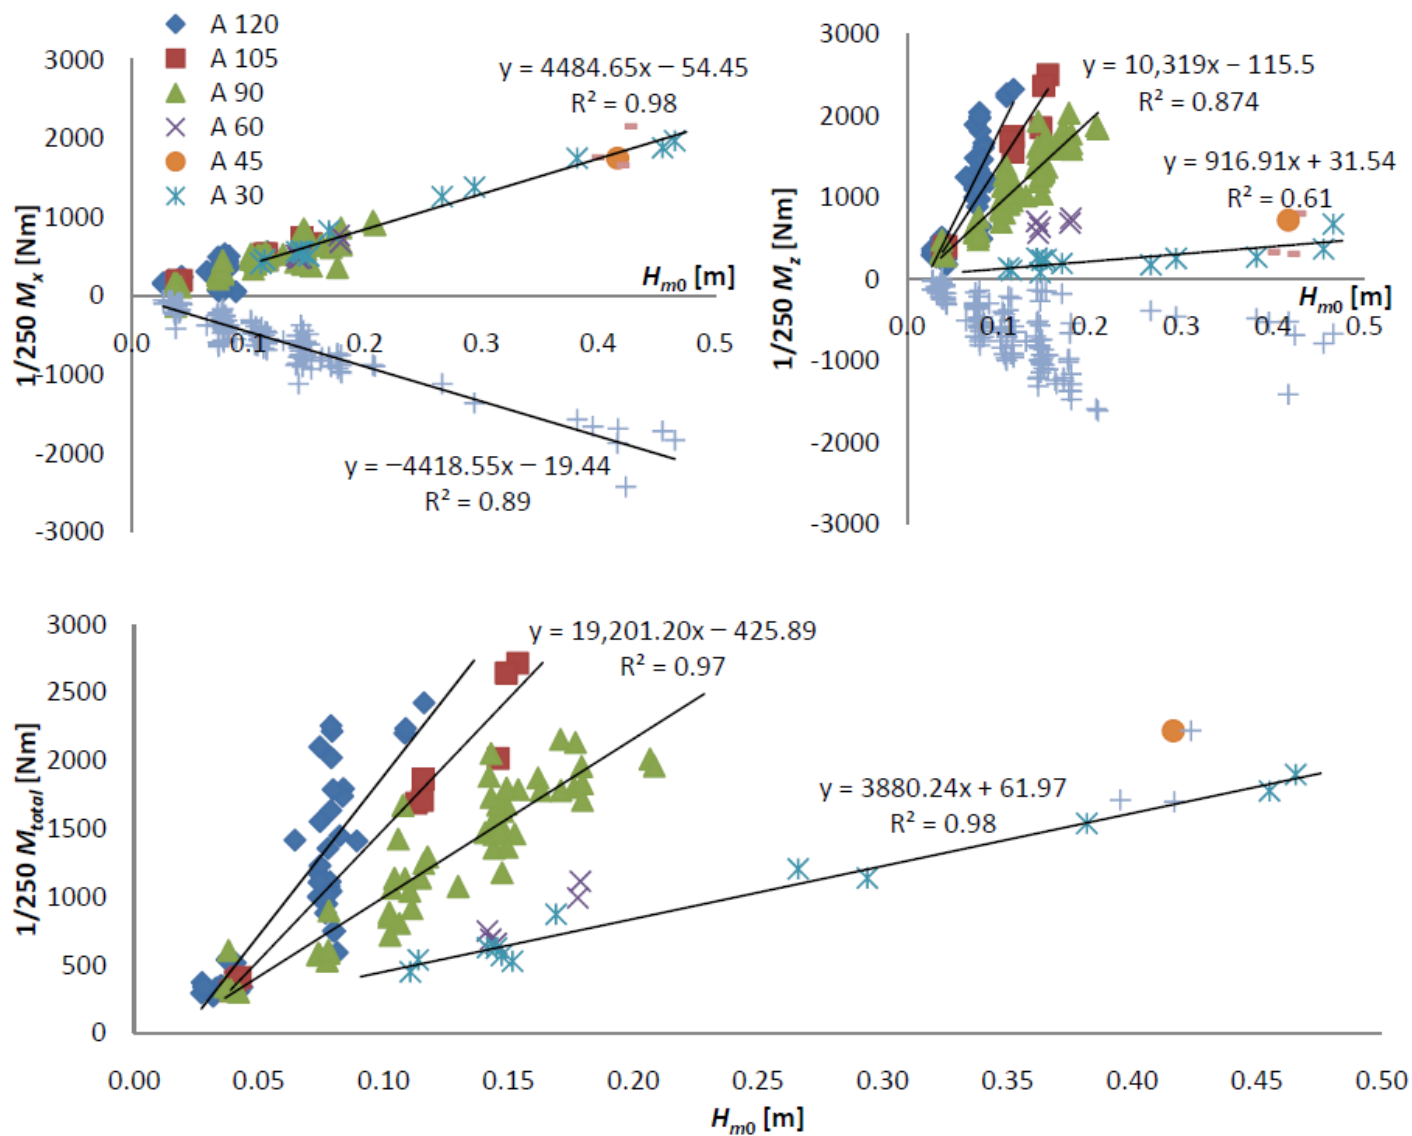 A 120
A 105
A 90
A 60
A 45
A 30
3000
2000
1000
0
-1000
-2000
-3000
1/250 Mx [Nm]
y = 4484.65x − 54.45
R² = 0.98
Hm0 [m]
0.0 0.1 0.2 0.3 0.4 0.5
y = −4418.55x − 19.44
R² = 0.89
3000
2000
1000
0
-1000
-2000
-3000
1/250 Mz [Nm]
y = 10,319x − 115.5
R² = 0.874
y = 916.91x + 31.54
R² = 0.61
Hm0 [m]
0.0 0.1 0.2 0.3 0.4 0.5
3000
2500
2000
1500
1000
500
0
1/250 Mtotal [Nm]
y = 19,201.20x − 425.89
R² = 0.97
y = 3880.24x + 61.97
R² = 0.98
0.00 0.05 0.10 0.15 0.20 0.25 0.30 0.35 0.40 0.45 0.50
Hm0 [m]